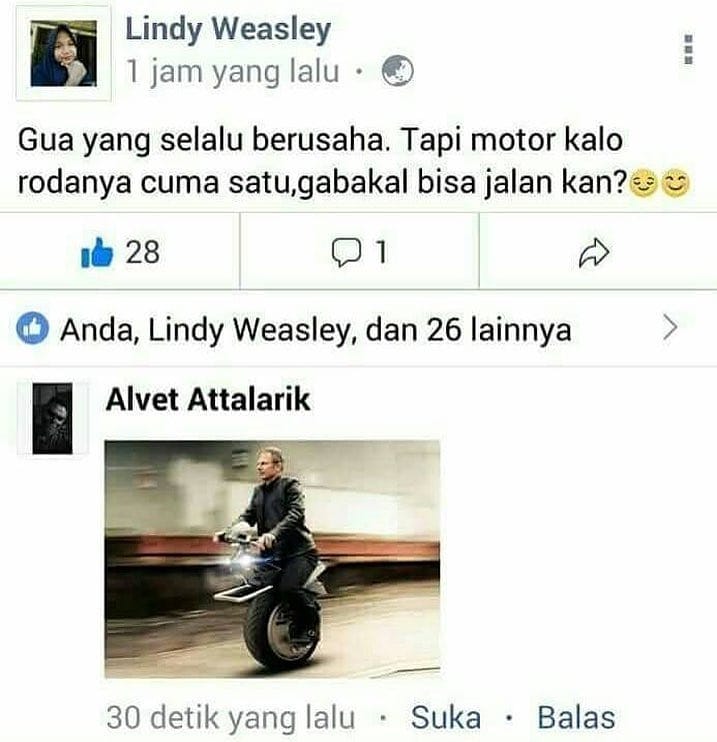 Lindy Weasley
1 jam yang lalu ·
Gua yang selalu berusaha. Tapi motor kalo
rodanya cuma satu,gabakal bisa jalan kan?😏😊
28
1
Anda, Lindy Weasley, dan 26 lainnya
Alvet Attalarik
30 detik yang lalu · Suka · Balas